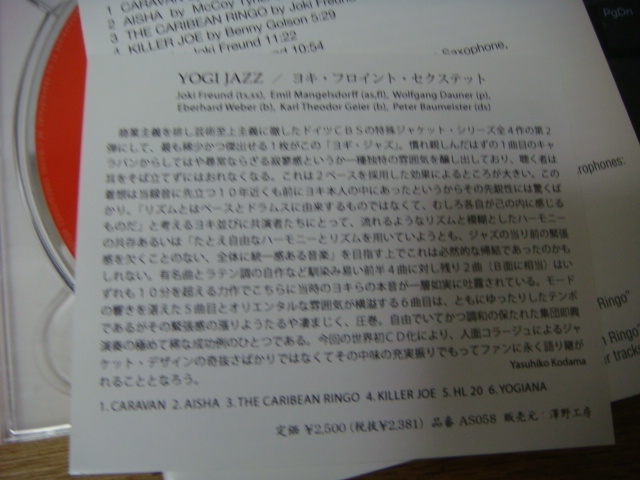 1 CARAVAN
2 AISHA by McCoy
3 THE CARIBEAN RINGO by Joki Freund
4 KILLER JOE by Benny Golson 5:29
Joki Freund 11:22
10:54
saxophone,
PgDn
YOGI JAZZ / ヨキ・フロイント・セクステット
Joki Freund (ts,ss), Emil Mangelsdorff (as,fl), Wolfgang Dauner (p),
Eberhard Weber (b), Karl Theodor Geier (b), Peter Baumeister (ds)
商業主義を排し芸術至上主義に徹したドイツCBSの特殊ジャケット・シリーズ全4作の第2
弾にして、最も稀少かつ傑出せる1枚がこの「ヨギ・ジャズ」。慣れ親しんだはずの1曲目のキャ
ラバンからしてはや尋常ならざる寂寥感というか一種独特の雰囲気を醸し出しており、聴く者は
耳をそば立てずにはおれなくなる。これは2ベースを採用した効果によるところが大きい。この
着想は当録音に先立つ10年近くも前にヨキ本人の中にあったというからその先鋭性には驚くば
かり。「リズムとはベースとドラムスに由来するものではなくて、むしろ各自が己の内に感じる
ものだ」と考えるヨキ並びに共演者たちにとって、流れるようなリズムと模糊としたハーモニー
の共存あるいは「たとえ自由なハーモニーとリズムを用いていようとも、ジャズの当り前の緊張
感を欠くことのない、全体に統一感ある音楽」を目指す上でこれは必然的な帰結であったのかも
しれない。有名曲とラテン調の自作など馴染み易い前半4曲に対し残り2曲（B面に相当）はい
ずれも10分を超える力作でこちらに当時のヨキらの本音が一層如実に吐露されている。モード
の響きを湛えた5曲目とオリエンタルな雰囲気が横溢する6曲目は、ともにゆったりしたテンポ
であるがその緊張感の漲りようたるや凄まじく、圧巻。自由でいてかつ調和の保たれた集団即興
演奏の極めて稀な成功例のひとつである。今回の世界初CD化により、人面コラージュによるジャ
ケット・デザインの奇抜さばかりではなくてその中味の充実振りでもってファンに永く語り継が
れることとなろう。
Yasuhiko Kodama
1.CARAVAN 2.AISHA 3.THE CARIBEAN RINGO 4.KILLER JOE 5.HL 20 6.YOGIANA
定価 ¥2,500(税抜¥2,381) 品番 AS058 販売元：澤野工房
rophones:
Ringo"
Ringo"
r tracks